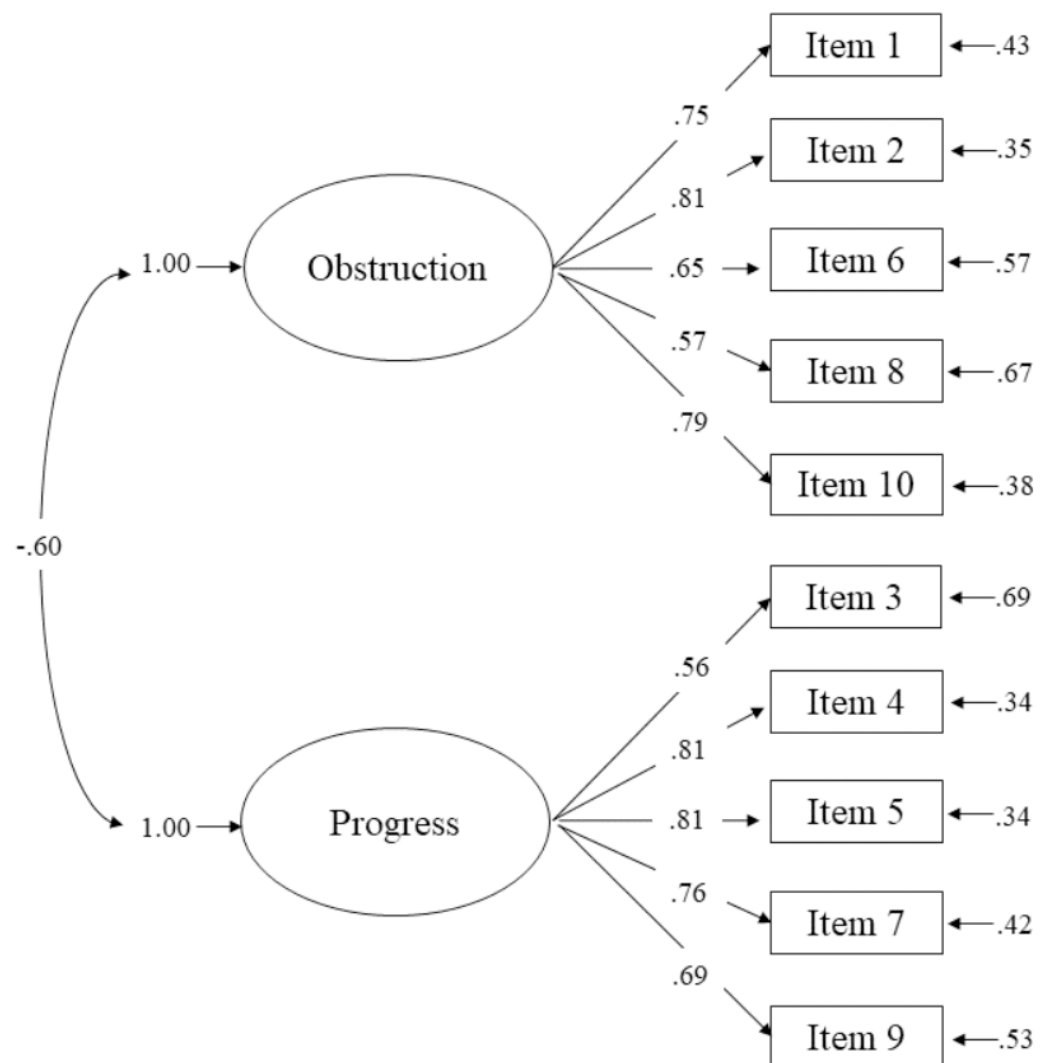 Item 1
.43
.75
Item 2
.35
.81
1.00
Obstruction
.65
Item 6
.57
.57
Item 8
.67
.79
Item 10
.38
-.60
Item 3
.69
.56
Item 4
.34
.81
1.00
Progress
.81
Item 5
.34
.76
Item 7
.42
.69
Item 9
.53